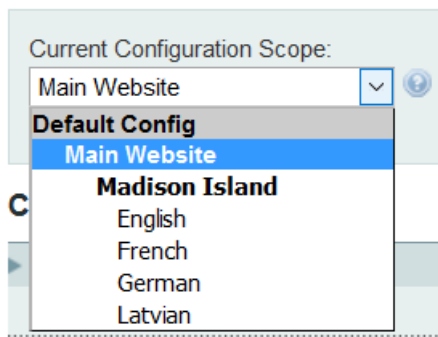 Current Configuration Scope:
Main Website
Default Config
Main Website
Madison Island
C
English
French
German
Latvian